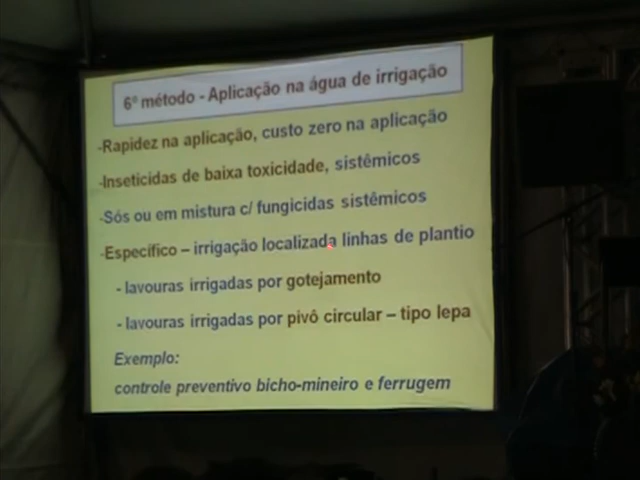 6º método - Aplicação na água de irrigação
-Rapidez na aplicação, custo zero na aplicação
-Inseticidas de baixa toxicidade, sistêmicos
-Sós ou em mistura c/ fungicidas sistêmicos
-Específico – irrigação localizada linhas de plantio
- lavouras irrigadas por gotejamento
- lavouras irrigadas por pivô circular – tipo lepa
Exemplo:
controle preventivo bicho-mineiro e ferrugem